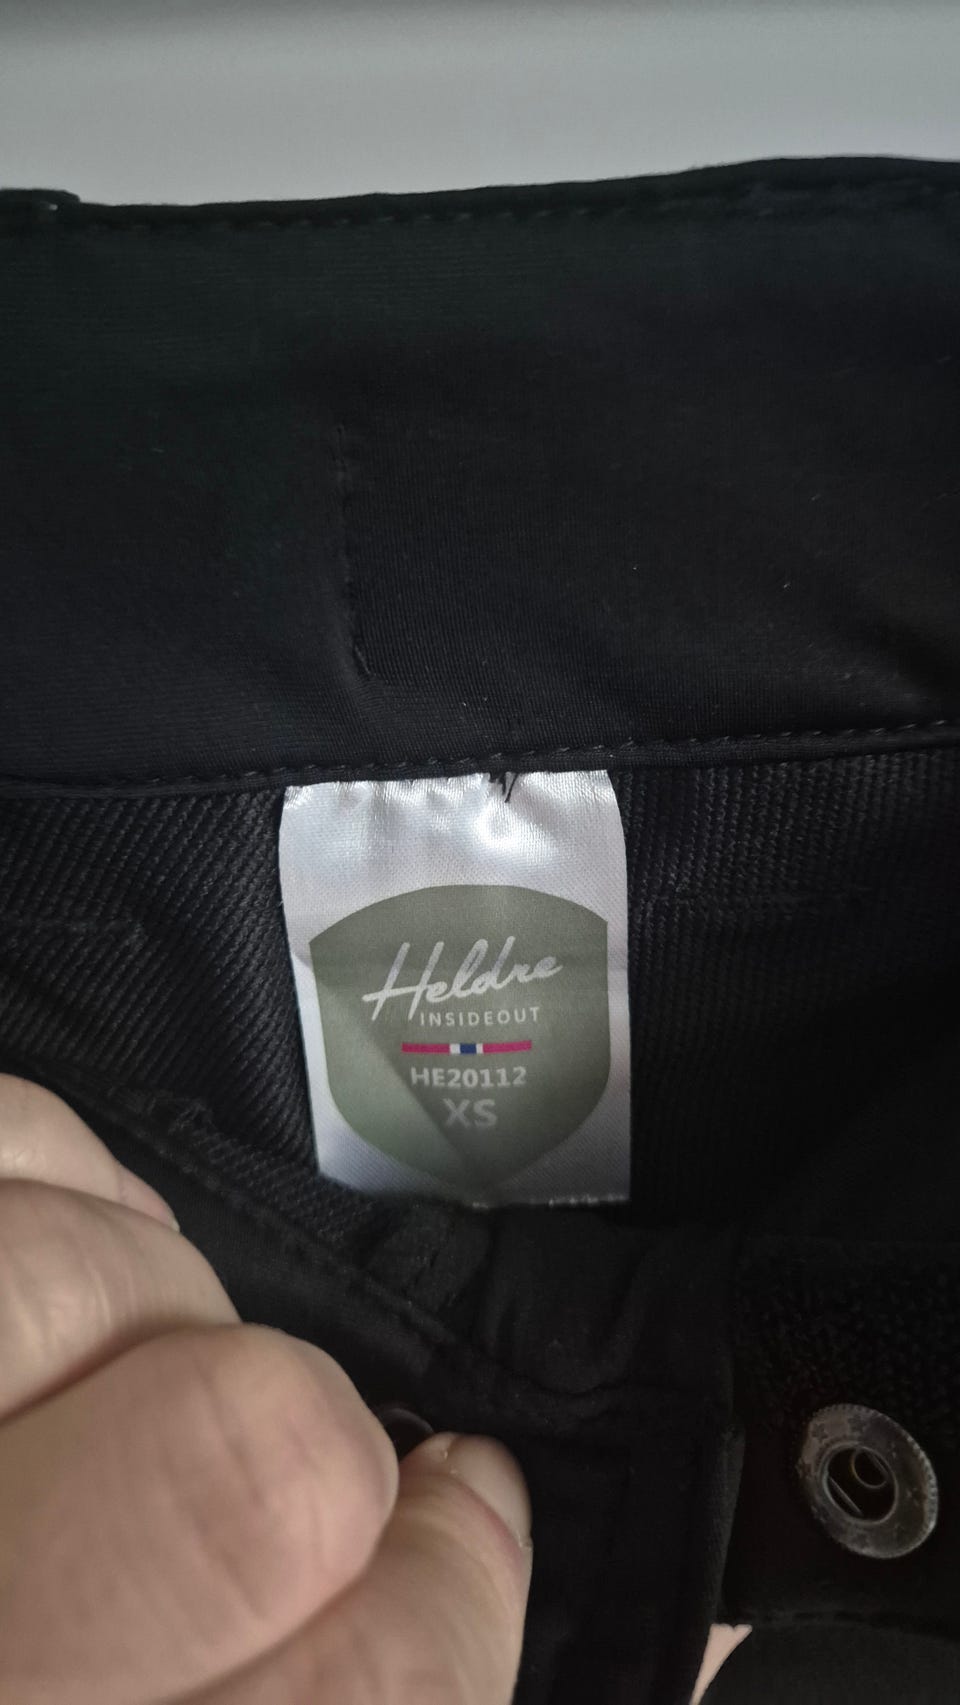 Heldre
INSIDEOUT
HE20112
XS